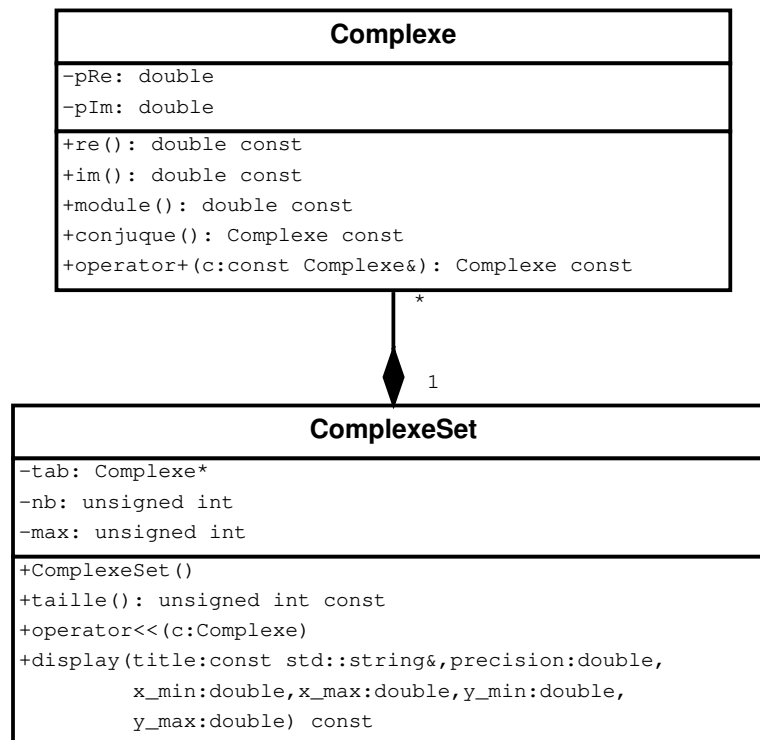 Complexe
-pRe: double
-pIm: double
+re(): double const
+im(): double const
+module(): double const
+conjuque(): Complexe const
+operator+(c:const Complexe&): Complexe const
*
1
ComplexeSet
-tab: Complexe*
-nb: unsigned int
-max: unsigned int
+ComplexeSet()
+taille(): unsigned int const
+operator<<(c:Complexe)
+display(title:const std::string&,precision:double,
x_min:double,x_max:double,y_min:double,
y_max:double) const